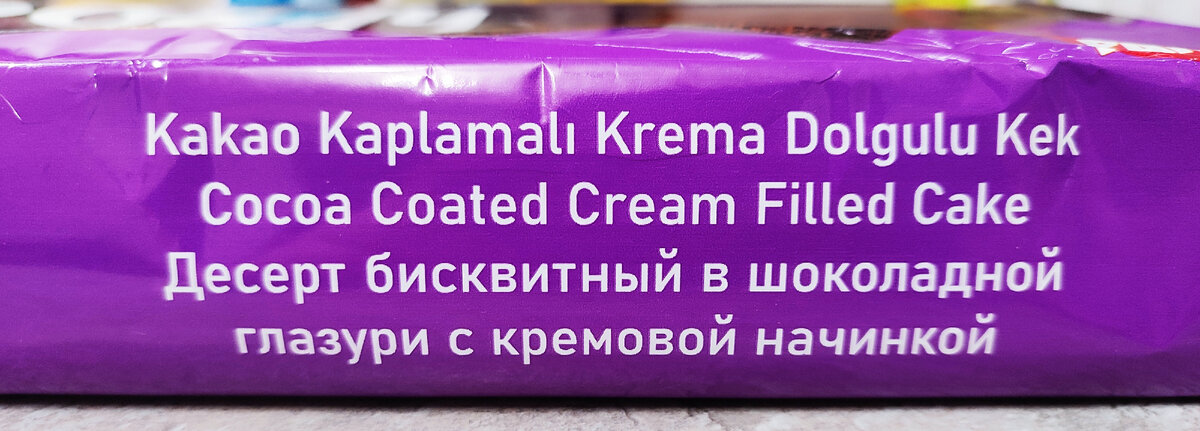 Kakao Kaplamalı Krema Dolgulu Kek
Cocoa Coated Cream Filled Cake
Десерт бисквитный в шоколадной
глазури с кремовой начинкой